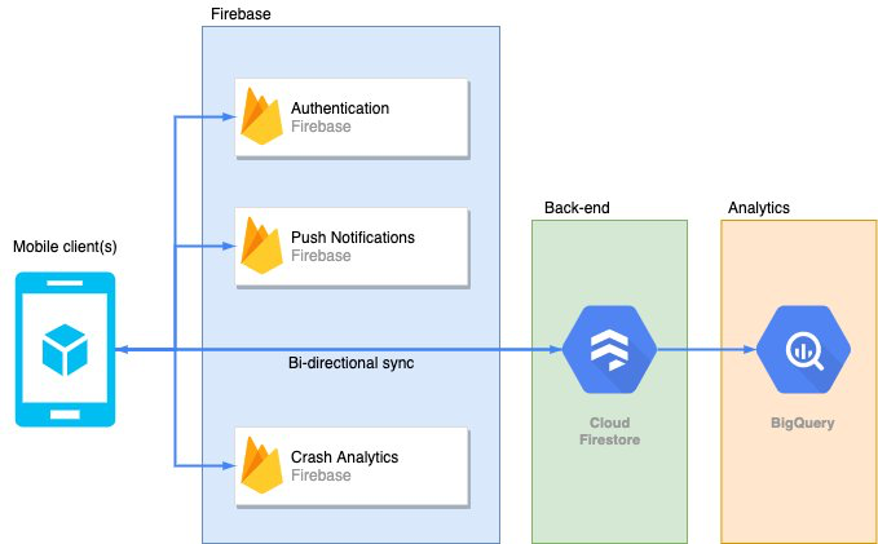 Firebase
Authentication
Firebase
Push Notifications
Firebase
Mobile client(s)
Bi-directional sync
Crash Analytics
Firebase
Back-end
Cloud
Firestore
Analytics
BigQuery